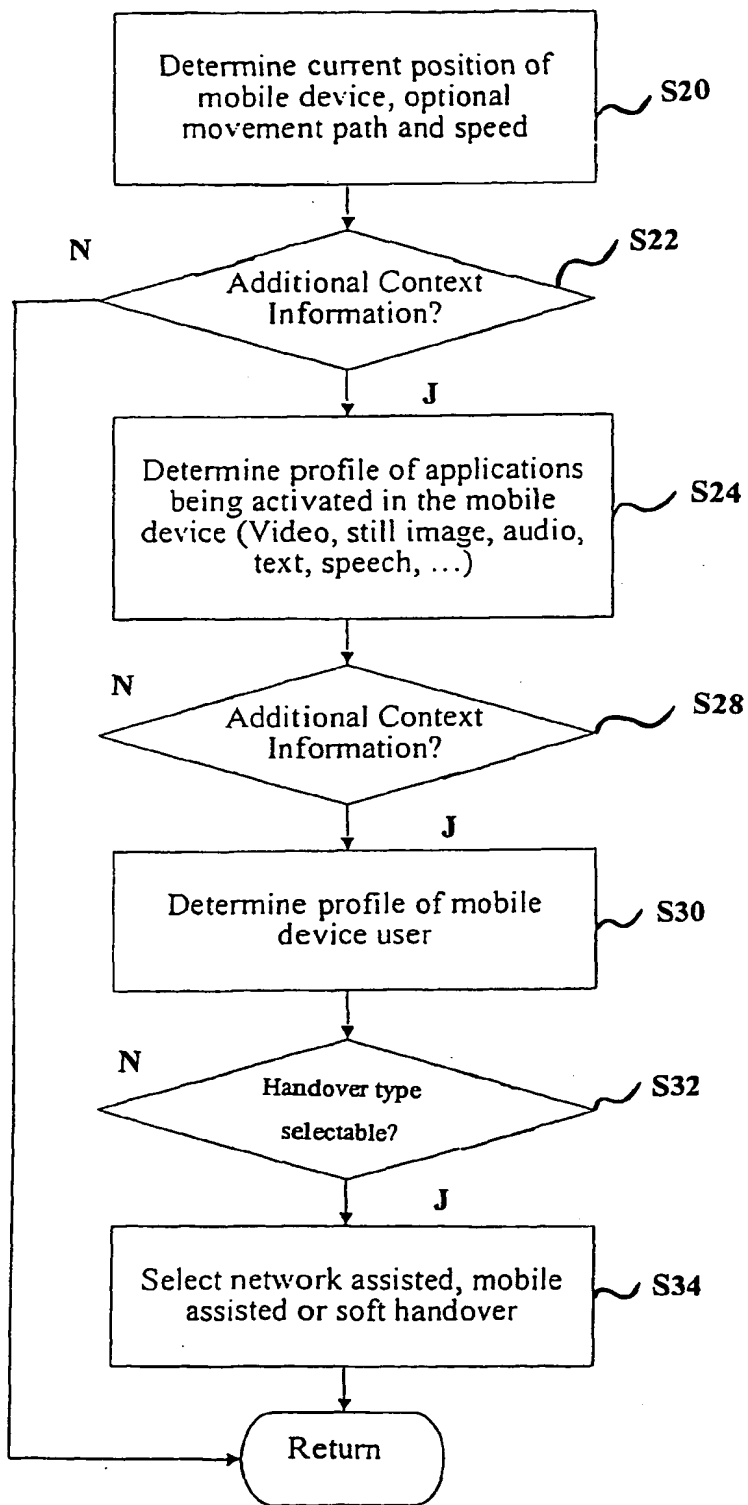 Determine current position of
mobile device, optional
movement path and speed
S20
N
S22
Additional Context
Information?
J
Determine profile of applications
being activated in the mobile
device (Video, still image, audio,
text, speech, ...)
S24
N
S28
Additional Context
Information?
J
Determine profile of mobile
device user
S30
N
Handover type
selectable?
S32
J
Select network assisted, mobile
assisted or soft handover
S34
Return